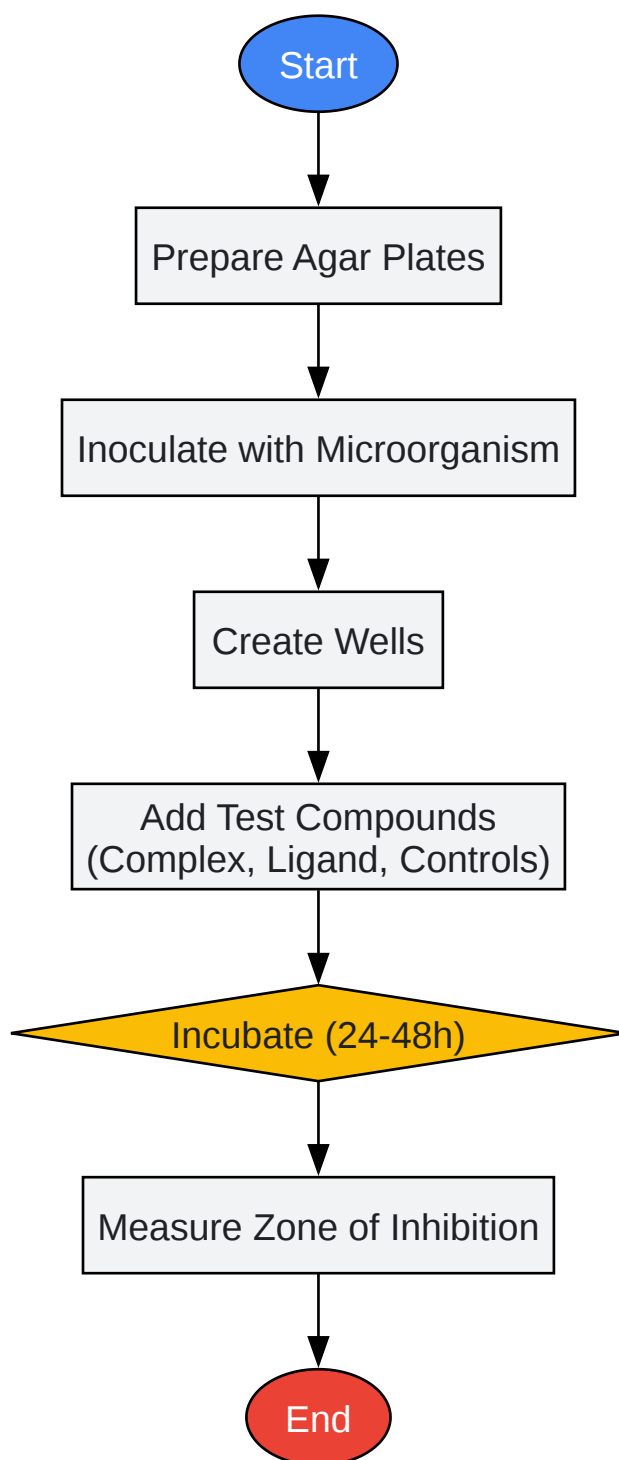 Start
Prepare Agar Plates
Inoculate with Microorganism
Create Wells
Add Test Compounds
(Complex, Ligand, Controls)
Incubate (24-48h)
Measure Zone of Inhibition
End